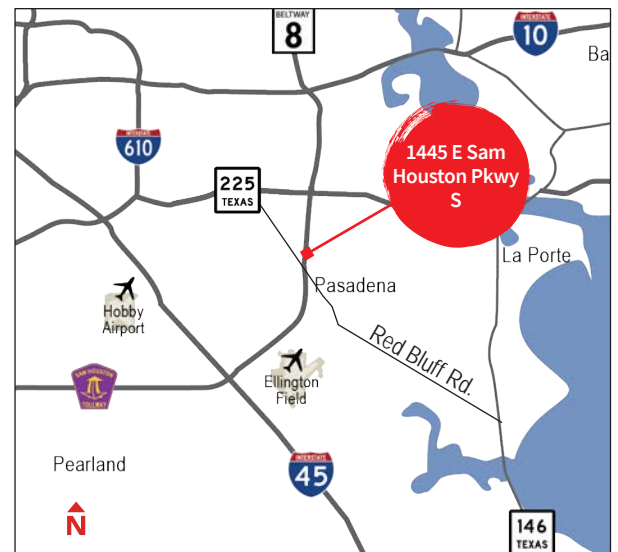 BELTWAY
8
INTERSTATE
10
Ba
INTERSTATE
610
1445 E Sam
Houston Pkwy
S
225
TEXAS
La Porte
Pasadena
Hobby
Airport
Red Bluff Rd.
Ellington
Field
SAM HOUSTON
TOLLWAY
Pearland
INTERSTATE
45
N
146
TEXAS